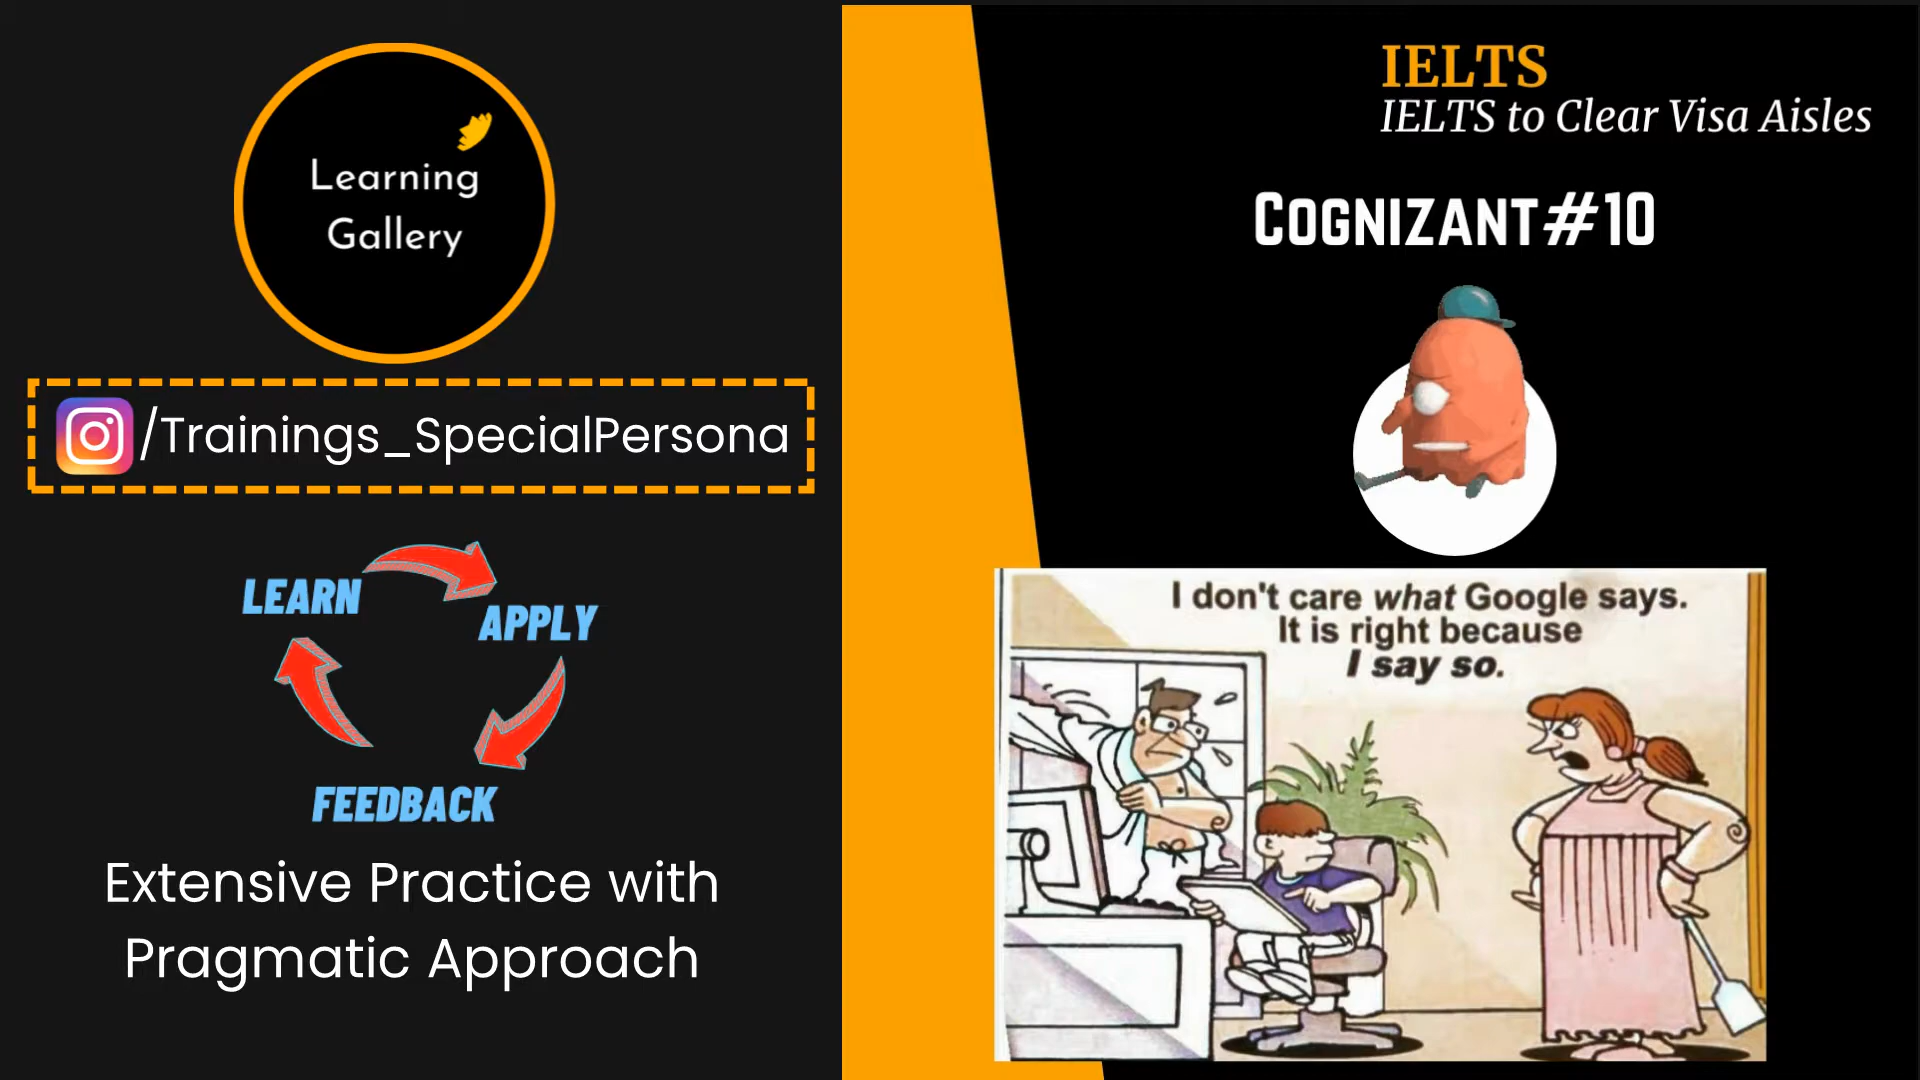 Learning
Gallery
/Trainings_SpecialPersona
LEARN
APPLY
FEEDBACK
Extensive Practice with
Pragmatic Approach
IELTS
IELTS to Clear Visa Aisles
COGNIZANT#10
I don't care what Google says.
It is right because
I say so.